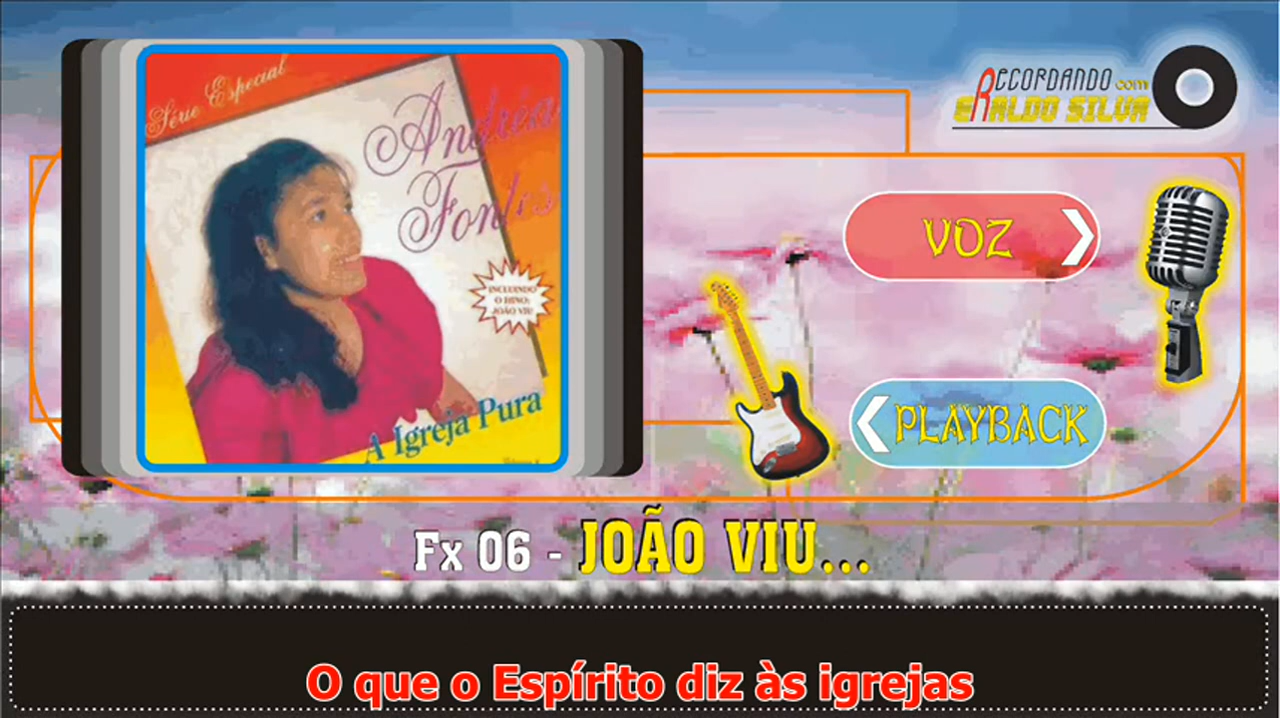 Série Especial
Andréa
Fontes
INCLUINDO
O HINO:
JOÃO VIU
A Igreja Pura
RECORDANDO com
ERALDO SILVA
VOZ
PLAYBACK
Fx 06 - JOÃO VIU...
O que o Espírito diz às igrejas